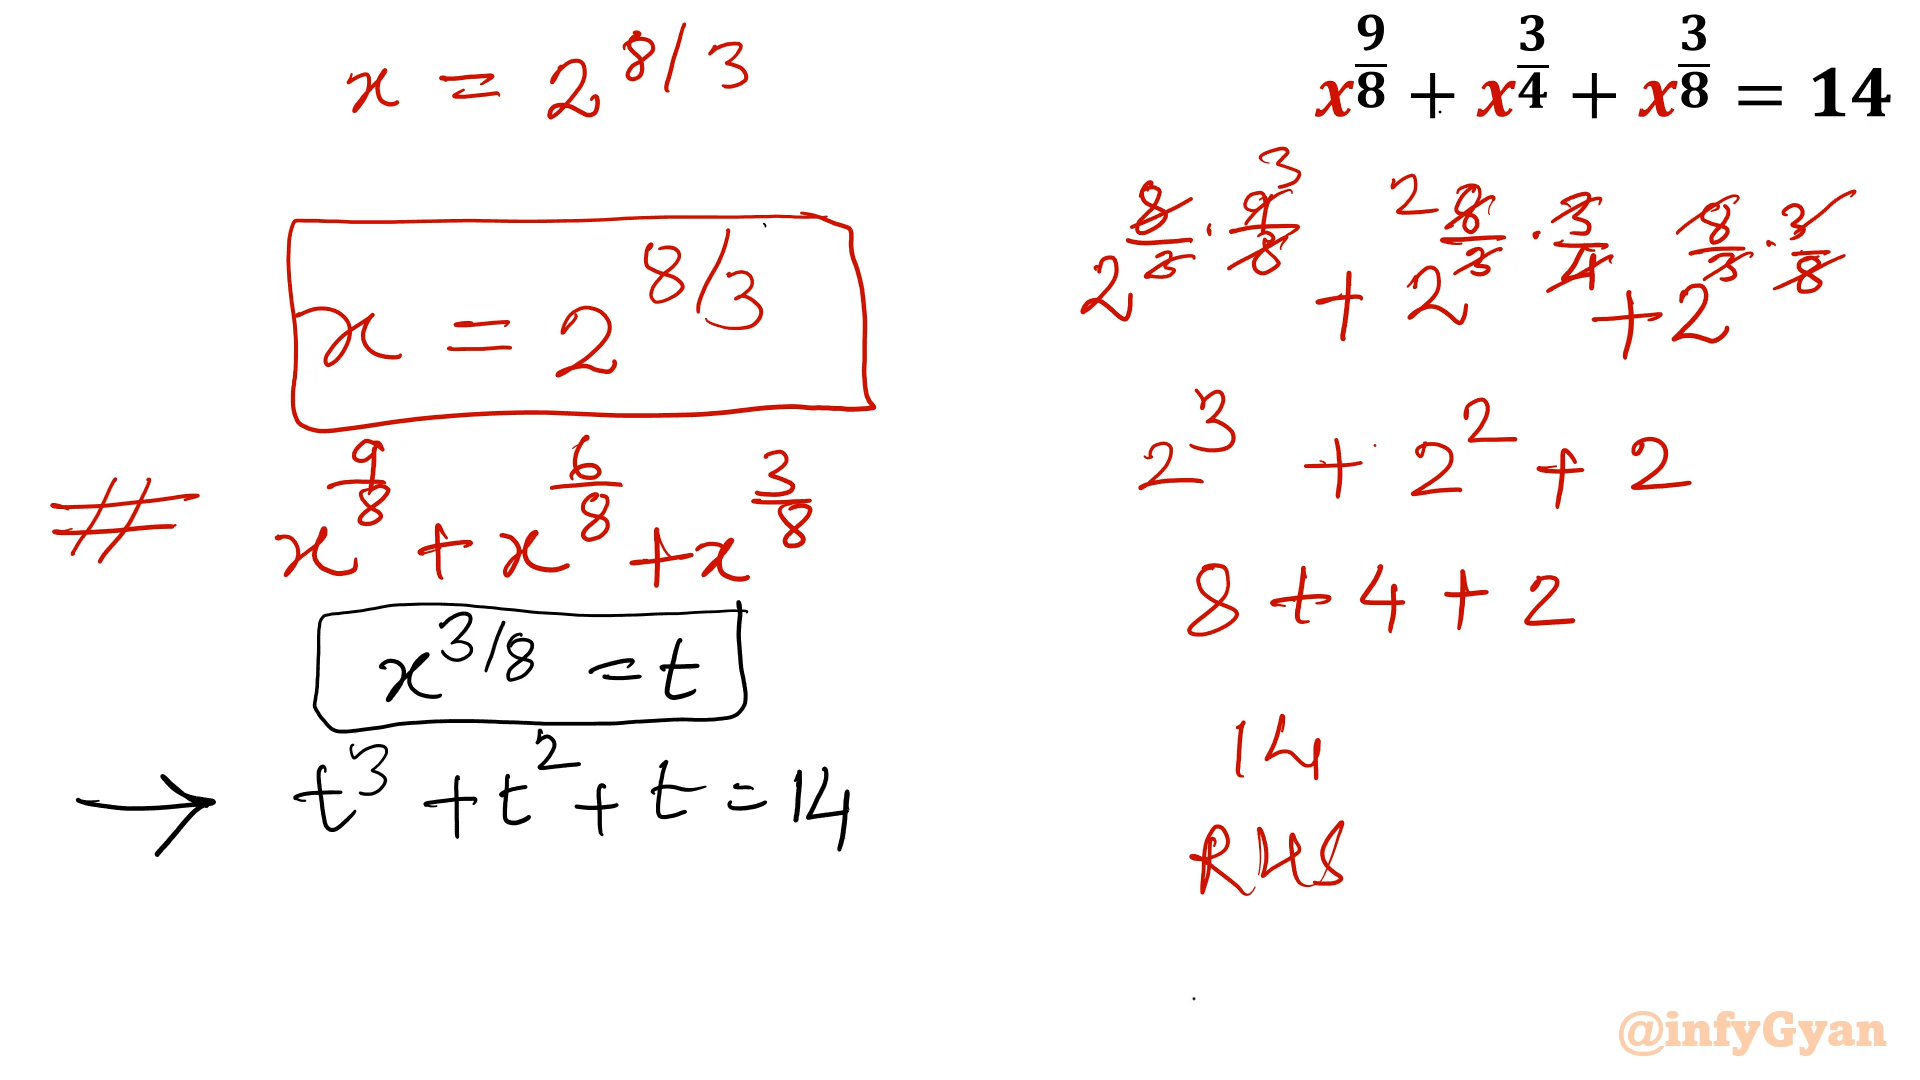 x = 2^{8/3}
x = 2^{8/3}
# x^{9/8} + x^{6/8} + x^{3/8}
x^{3/8} = t
→ t^3 + t^2 + t = 14
x^{9/8} + x^{3/4} + x^{3/8} = 14
3 2
2^{8/3 · 9/8} + 2^{8/3 · 3/4} + 2^{8/3 · 3/8}
2^3 + 2^2 + 2
8 + 4 + 2
14
RHS
@infyGyan